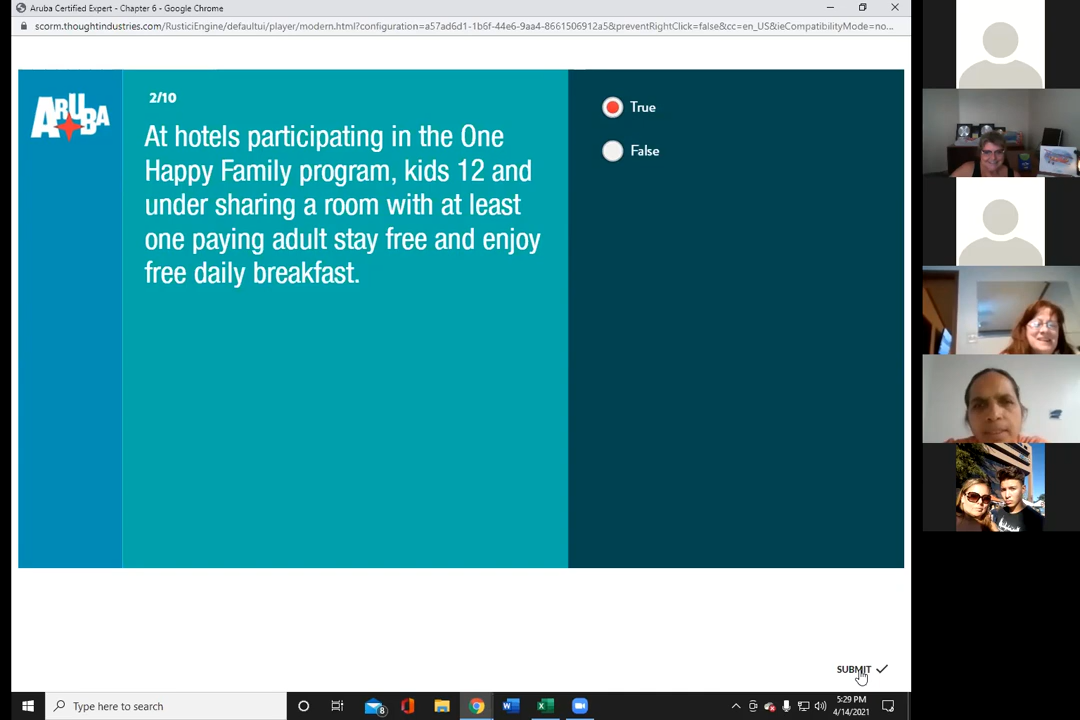 Aruba Certified Expert - Chapter 6 - Google Chrome
scorm.thoughtindustries.com/RusticiEngine/defaultui/player/modern.html?configuration=a57ad6d1-1b6f-44e6-9aa4-8661506912a5&preventRightClick=false&cc=en_US&ieCompatibilityMode=no...
ARUBA
2/10
At hotels participating in the One
Happy Family program, kids 12 and
under sharing a room with at least
one paying adult stay free and enjoy
free daily breakfast.
True
False
SUBMIT
Type here to search
8
5:29 PM
4/14/2021